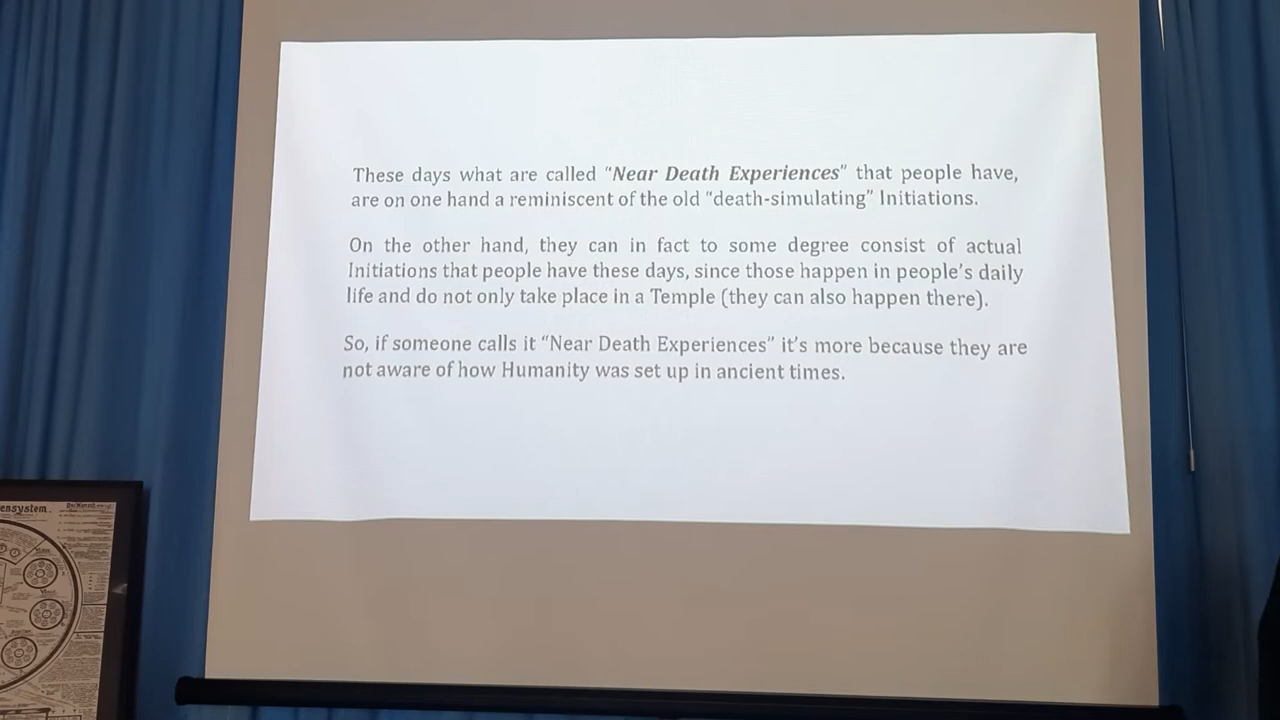 These days what are called “Near Death Experiences” that people have,
are on one hand a reminiscent of the old “death-simulating” Initiations.
On the other hand, they can in fact to some degree consist of actual
Initiations that people have these days, since those happen in people’s daily
life and do not only take place in a Temple (they can also happen there).
So, if someone calls it “Near Death Experiences” it’s more because they are
not aware of how Humanity was set up in ancient times.
ensystem.